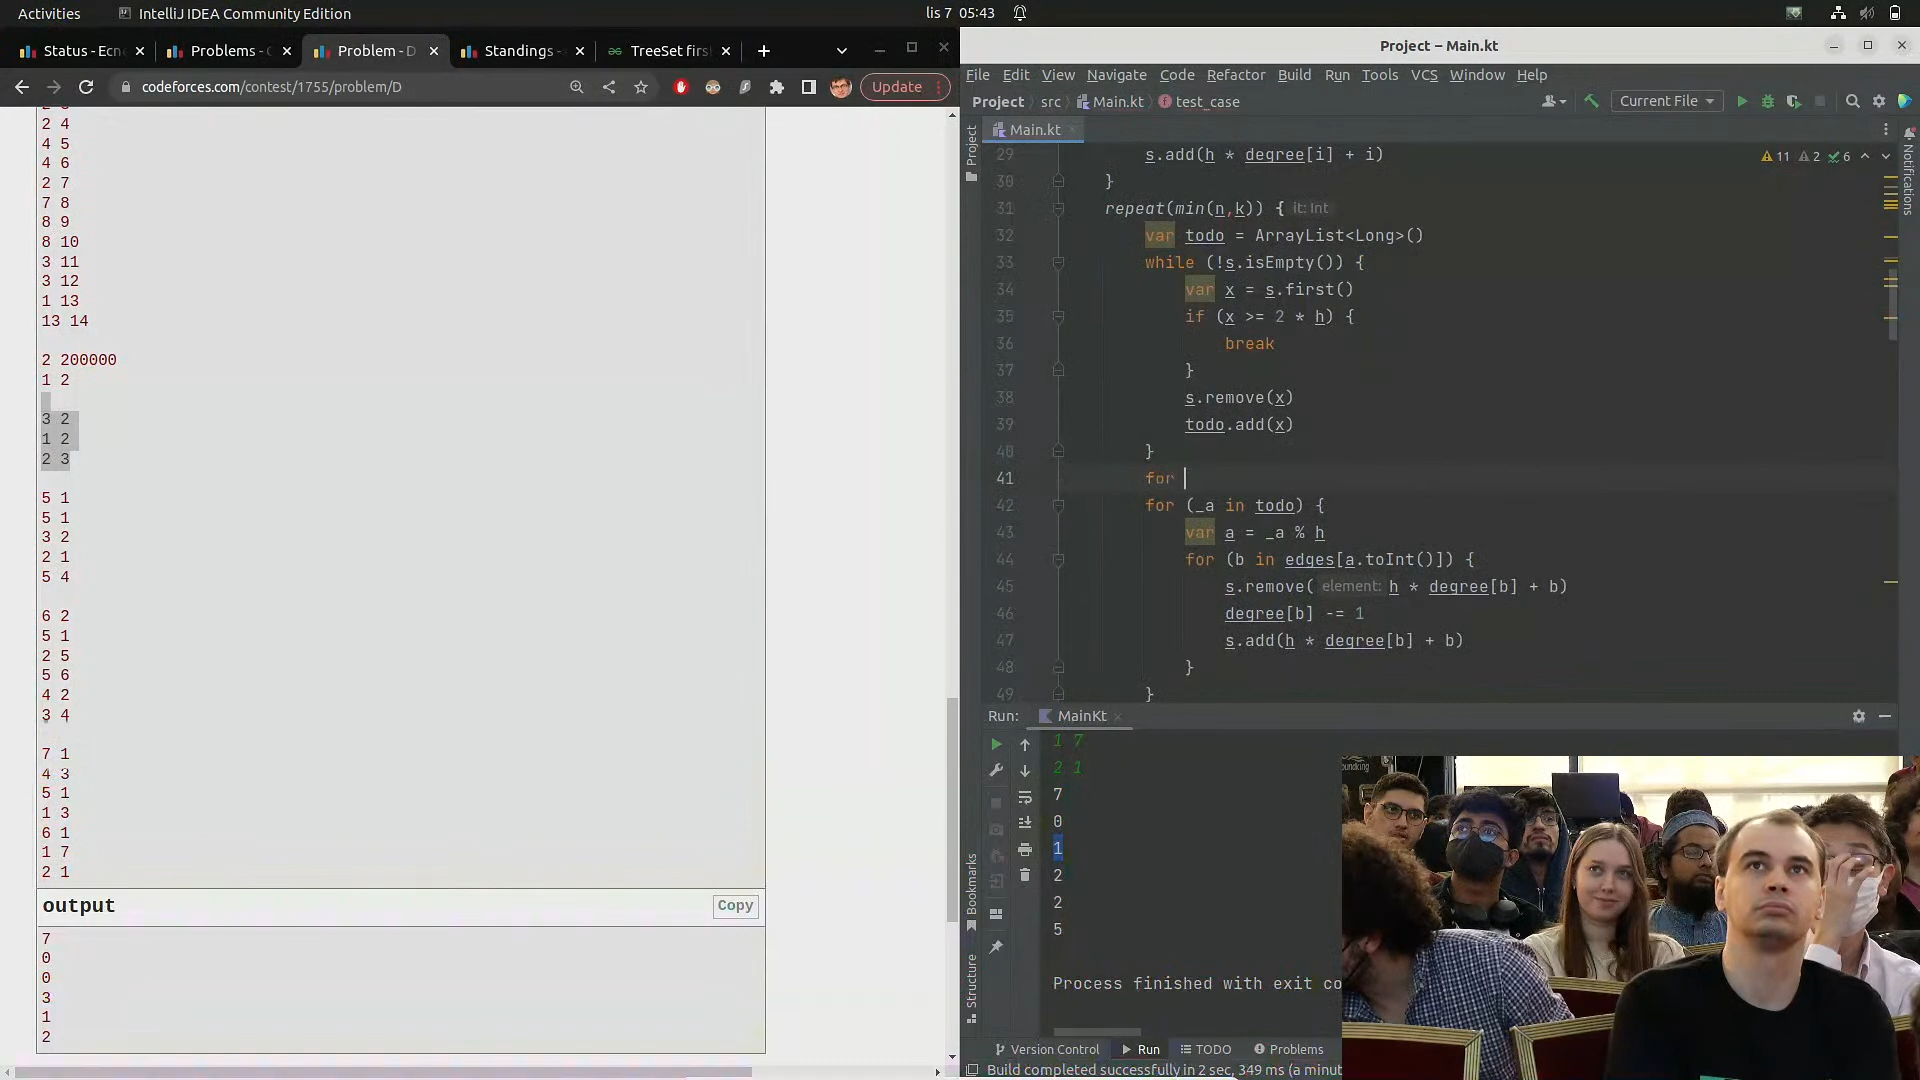 Activities
IntelliJ IDEA Community Edition
lis 7 05:43
Status - Ecn
Problems - C
Problem - D
Standings -
TreeSet firs
codeforces.com/contest/1755/problem/D
Update
2 4
4 5
4 6
2 7
7 8
8 9
8 10
3 11
3 12
1 13
13 14
2 200000
1 2
3 2
1 2
2 3
5 1
5 1
3 2
2 1
5 4
6 2
5 1
2 5
5 6
4 2
3 4
7 1
4 3
5 1
1 3
6 1
1 7
2 1
output
Copy
7
0
0
3
1
2
Project – Main.kt
File Edit View Navigate Code Refactor Build Run Tools VCS Window Help
Project src Main.kt test_case
Current File
Project
Main.kt
Notifications
11 2 6
29 s.add(h * degree[i] + i)
30 }
31 repeat(min(n,k)) { it: Int
32 var todo = ArrayList<Long>()
33 while (!s.isEmpty()) {
34 var x = s.first()
35 if (x >= 2 * h) {
36 break
37 }
38 s.remove(x)
39 todo.add(x)
40 }
41 for
42 for (_a in todo) {
43 var a = _a % h
44 for (b in edges[a.toInt()]) {
45 s.remove( element: h * degree[b] + b)
46 degree[b] -= 1
47 s.add(h * degree[b] + b)
48 }
49 }
Run: MainKt
1 7
2 1
7
0
1
2
2
5
Process finished with exit co
Bookmarks
Structure
Version Control Run TODO Problems
Build completed successfully in 2 sec, 349 ms (a minut